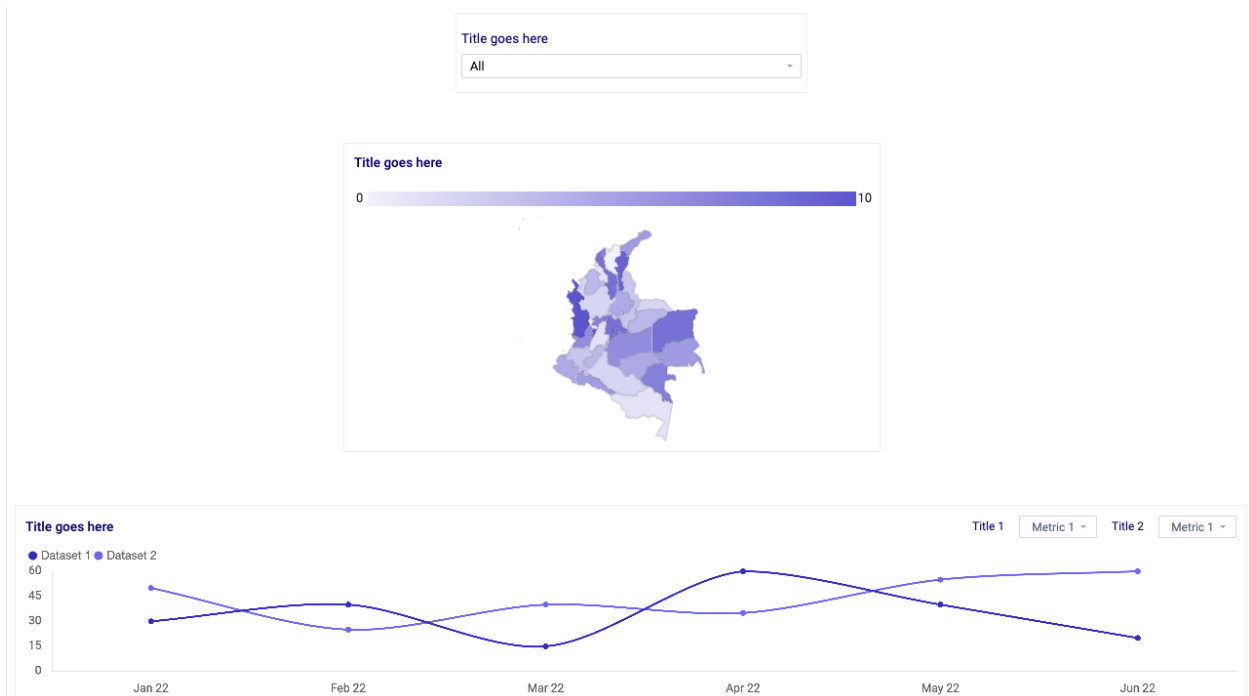 Title goes here
All
Title goes here
0 10
Title goes here Title 1 Metric 1 Title 2 Metric 1
Dataset 1 Dataset 2
60
45
30
15
0
Jan 22 Feb 22 Mar 22 Apr 22 May 22 Jun 22